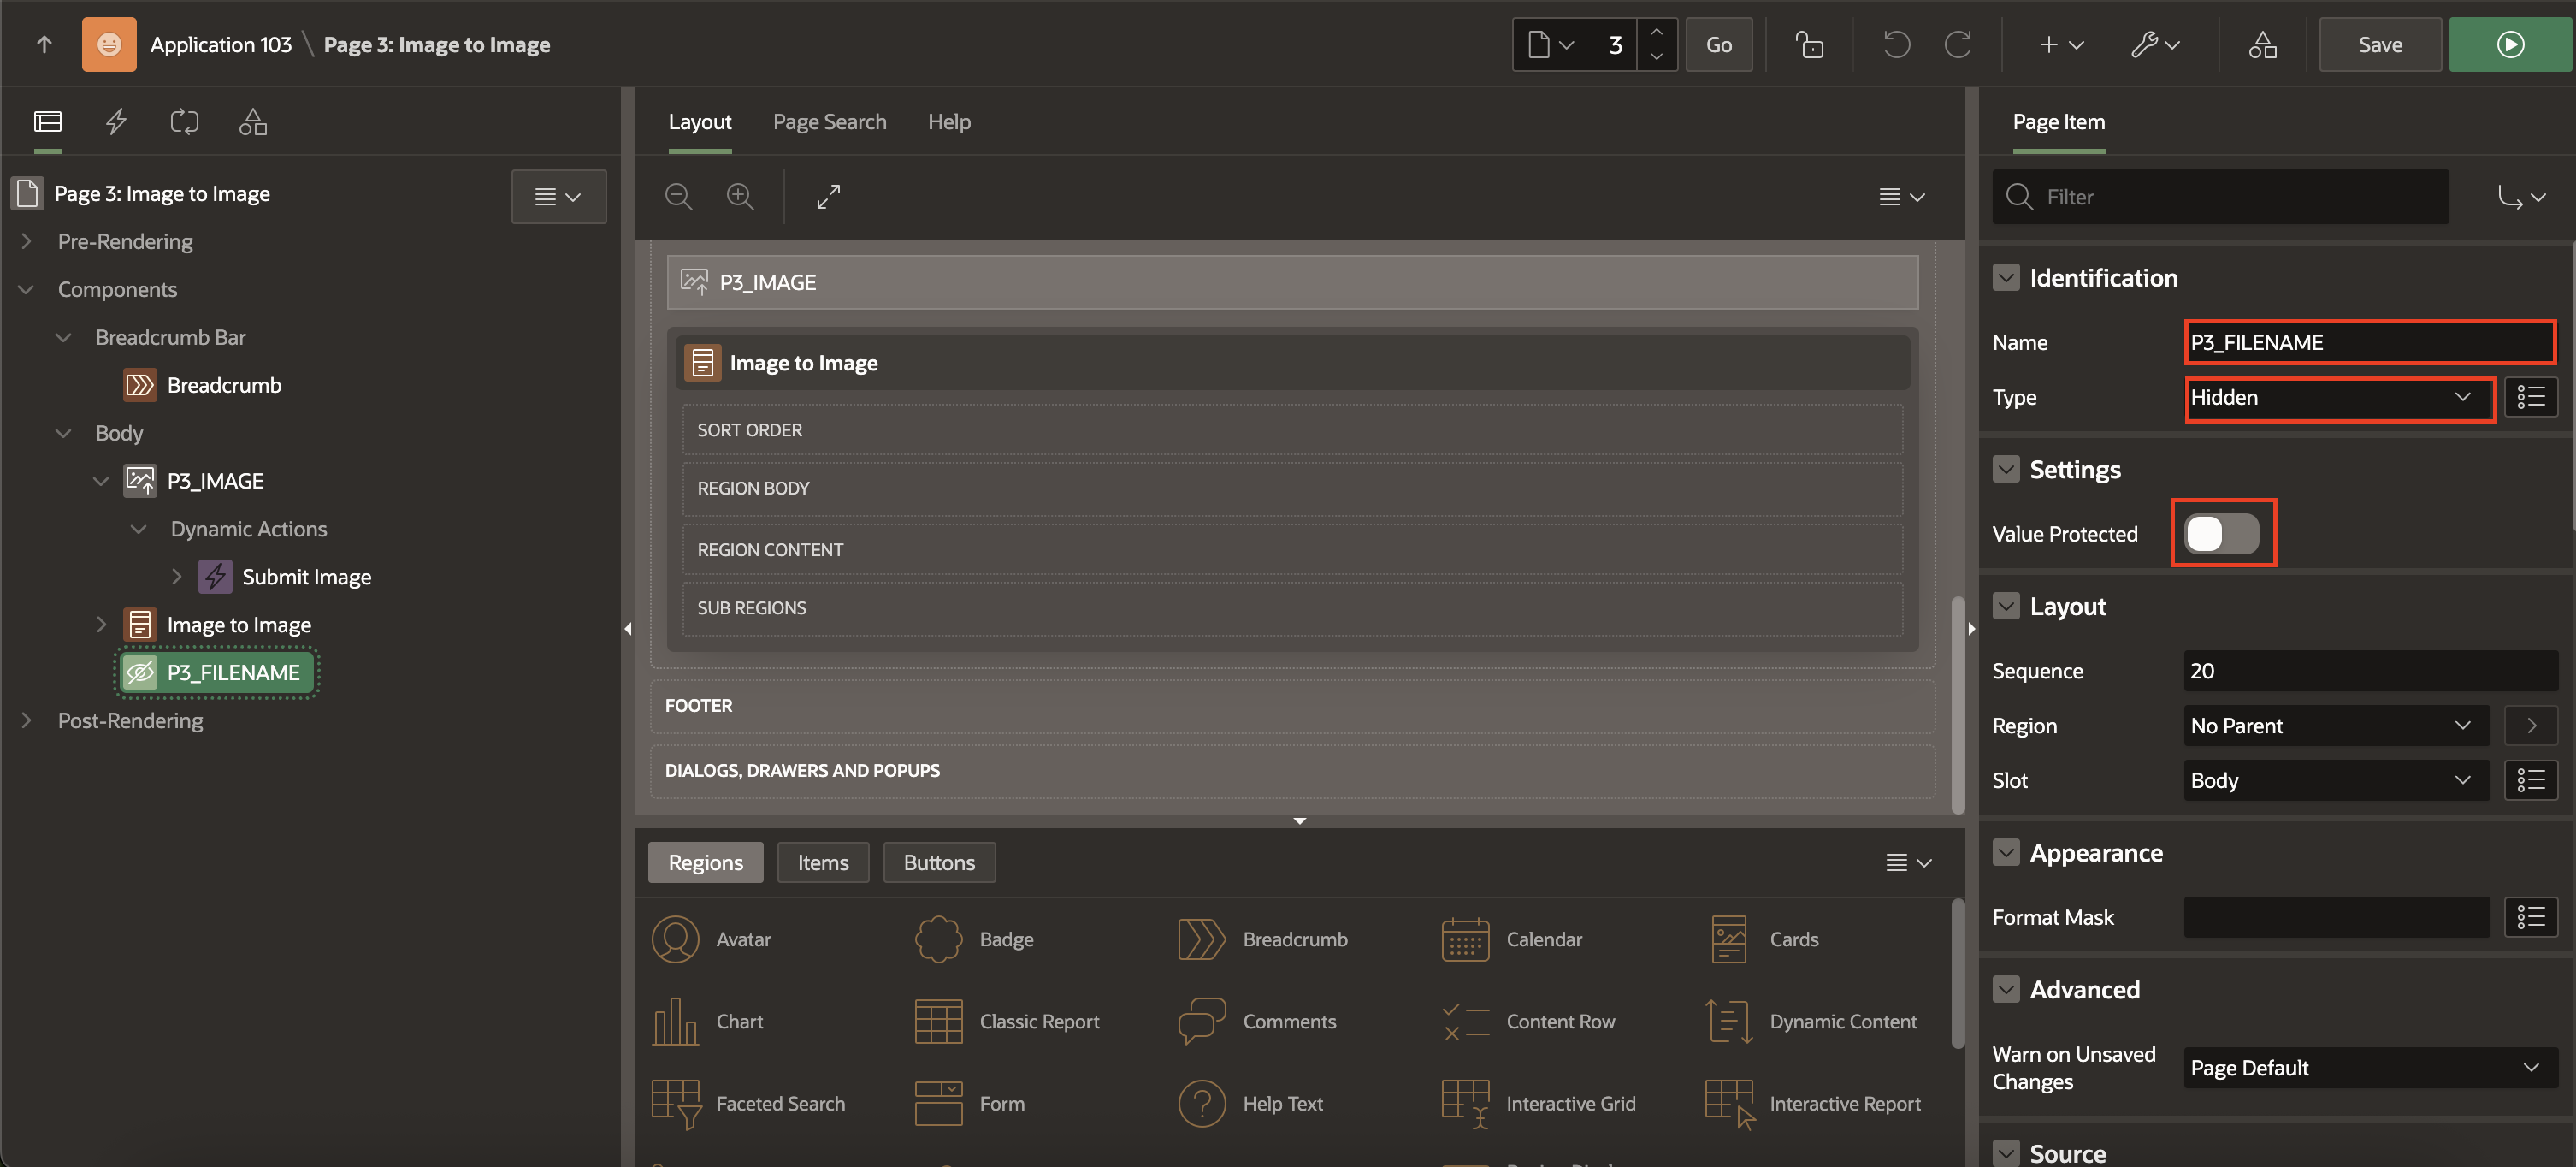 Application 103 \ Page 3: Image to Image
3
Go
Save
Page 3: Image to Image
Pre-Rendering
Components
Breadcrumb Bar
Breadcrumb
Body
P3_IMAGE
Dynamic Actions
Submit Image
Image to Image
P3_FILENAME
Post-Rendering
Layout
Page Search
Help
P3_IMAGE
Image to Image
SORT ORDER
REGION BODY
REGION CONTENT
SUB REGIONS
FOOTER
DIALOGS, DRAWERS AND POPUPS
Regions
Items
Buttons
Avatar
Badge
Breadcrumb
Calendar
Cards
Chart
Classic Report
Comments
Content Row
Dynamic Content
Faceted Search
Form
Help Text
Interactive Grid
Interactive Report
Page Item
Filter
Identification
Name
P3_FILENAME
Type
Hidden
Settings
Value Protected
Layout
Sequence
20
Region
No Parent
Slot
Body
Appearance
Format Mask
Advanced
Warn on Unsaved
Changes
Page Default
Source